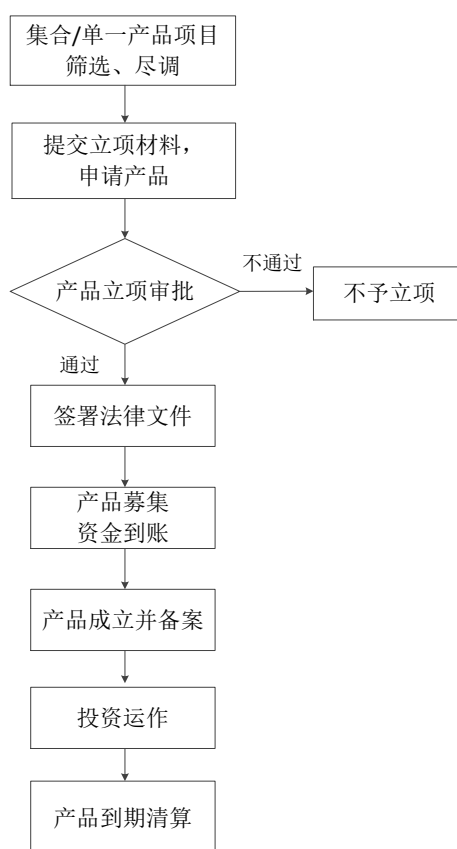 集合/单一产品项目
筛选、尽调
提交立项材料，
申请产品
产品立项审批
不通过
不予立项
通过
签署法律文件
产品募集
资金到账
产品成立并备案
投资运作
产品到期清算